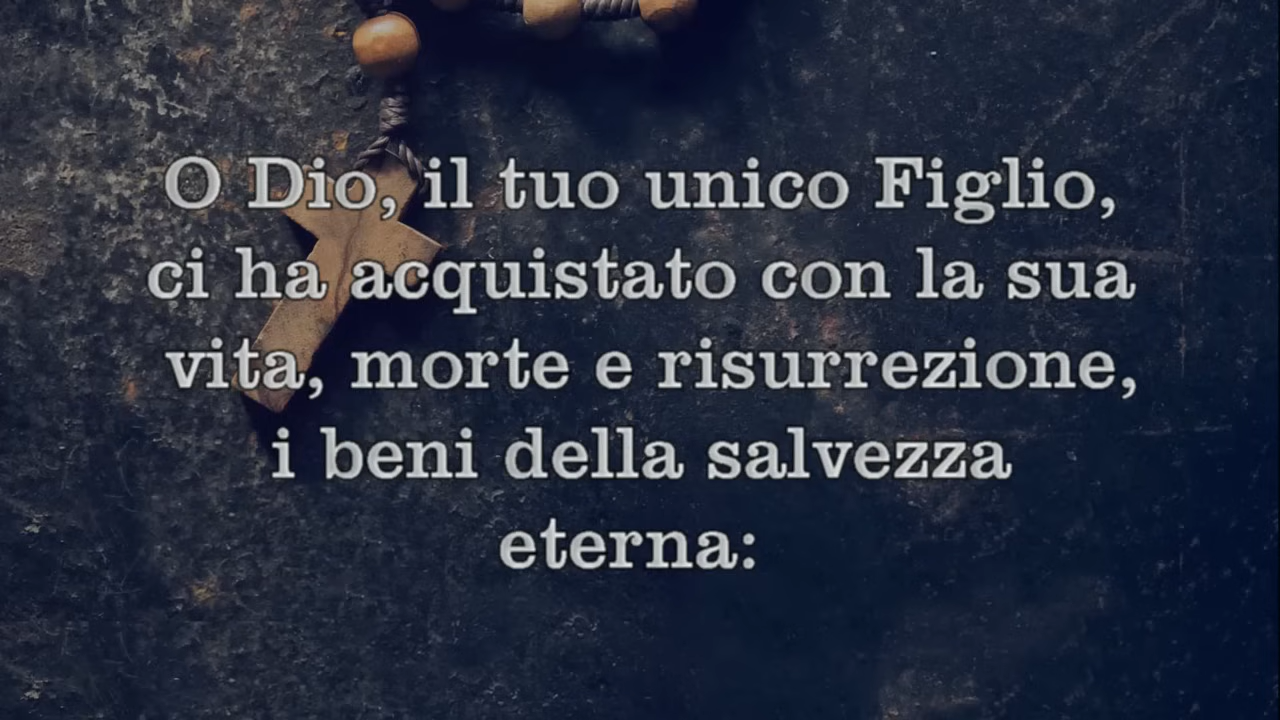 O Dio, il tuo unico Figlio,
ci ha acquistato con la sua
vita, morte e risurrezione,
i beni della salvezza
eterna: